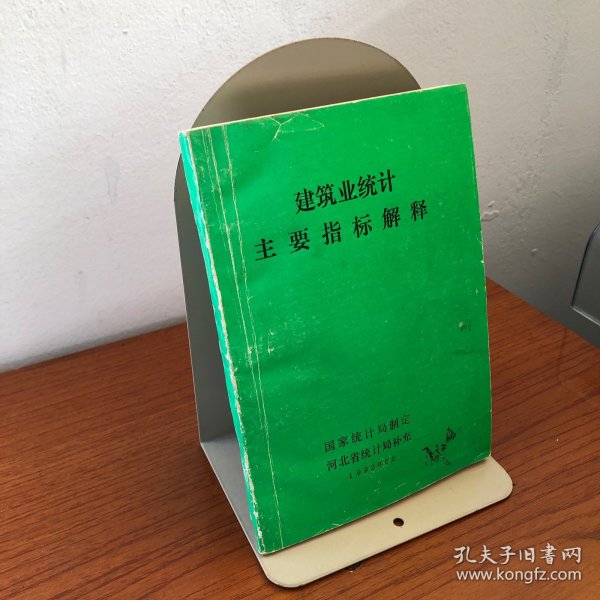 建筑业统计
主要指标解释
国家统计局制定
河北省统计局补充
孔夫子旧書网
www.kongfz.com